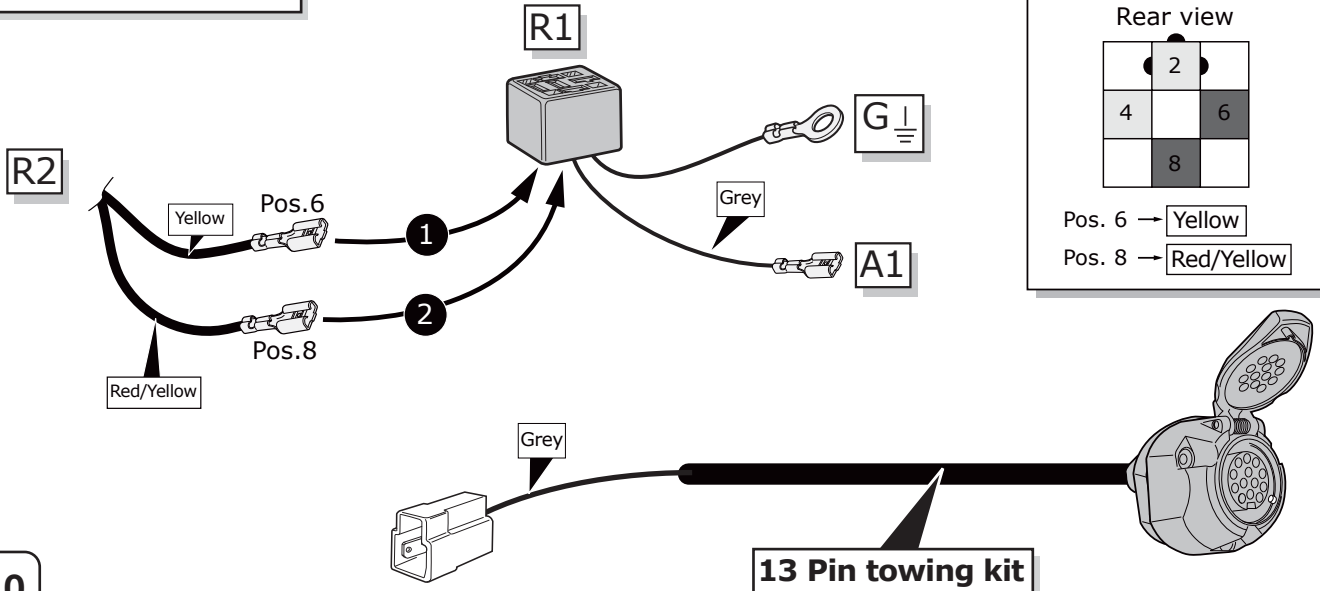 R1
Rear view
2
4 6
8
Pos. 6 → Yellow
Pos. 8 → Red/Yellow
G
R2
Yellow
Pos.6
1
Grey
A1
2
Pos.8
Red/Yellow
Grey
13 Pin towing kit
0